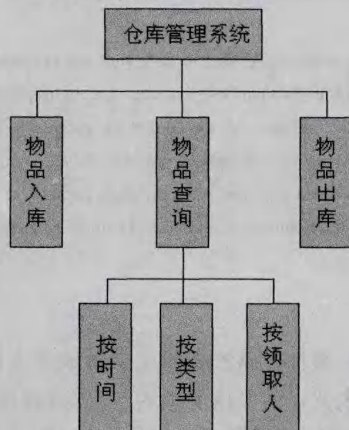 仓库管理系统
物品入库
物品查询
物品出库
按时间
按类型
按领取人